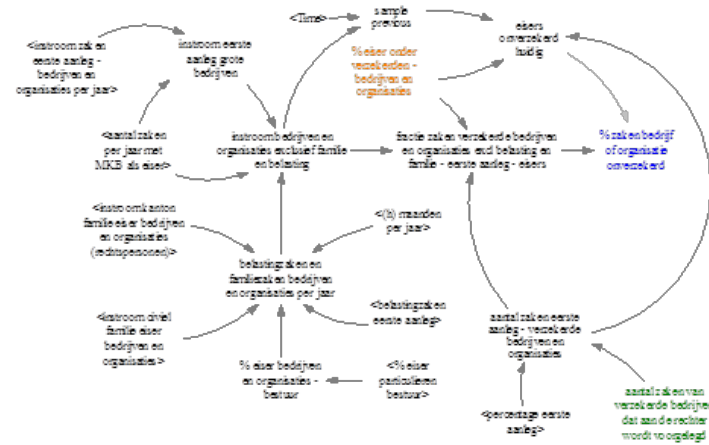 <Time>
sample
previous
eisers
onverzekerd
huidig
<instroom zaken
eerste aanleg -
bedrijven en
organisaties per jaar>
instroom eerste
aanleg grote
bedrijven
% eiser onder
verzekerden -
bedrijven en
organisaties
<aantal zaken
per jaar met
MKB als eiser>
instroom bedrijven en
organisaties exclusief familie
en belasting
fractie zaken verzekerde bedrijven
en organisaties excl belasting en
familie - eerste aanleg - eisers
% zaken bedrijf
of organisatie
onverzekerd
<instroom kanton
familie eiser bedrijven
en organisaties
(rechtspersonen)>
<(h) maanden
per jaar>
belastingzaken en
familiezaken bedrijven
en organisaties per jaar
<instroom civiel
familie eiser
bedrijven en
organisaties>
<belastingzaken
eerste aanleg>
aantal zaken eerste
aanleg - verzekerde
bedrijven en
organisaties
% eiser bedrijven
en organisaties -
bestuur
<% eiser
particulieren
bestuur>
<percentage eerste
aanleg>
aantal zaken van
verzekerde bedrijven
dat aan de rechter
wordt voorgelegd